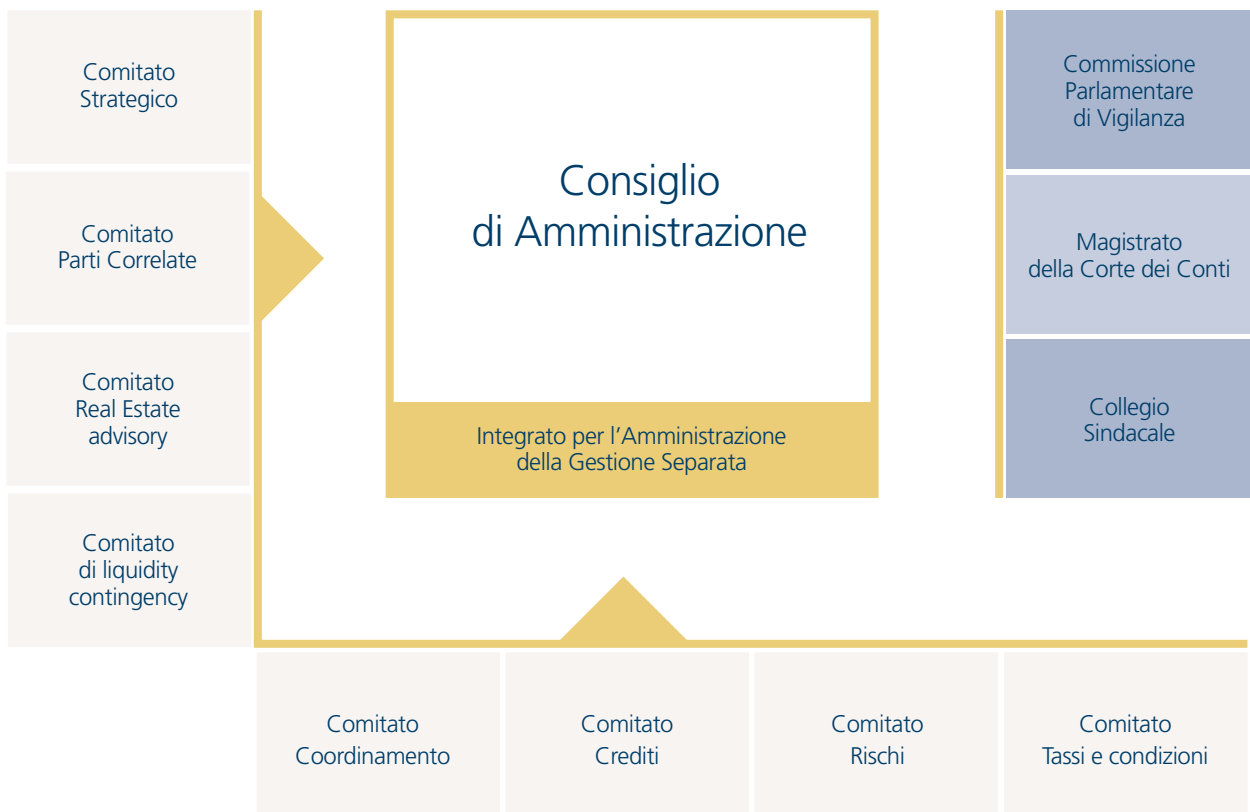 Comitato
Strategico
Comitato
Parti Correlate
Comitato
Real Estate
advisory
Comitato
di liquidity
contingency
Consiglio
di Amministrazione
Integrato per l'Amministrazione
della Gestione Separata
Commissione
Parlamentare
di Vigilanza
Magistrato
della Corte dei Conti
Collegio
Sindacale
Comitato
Coordinamento
Comitato
Crediti
Comitato
Rischi
Comitato
Tassi e condizioni